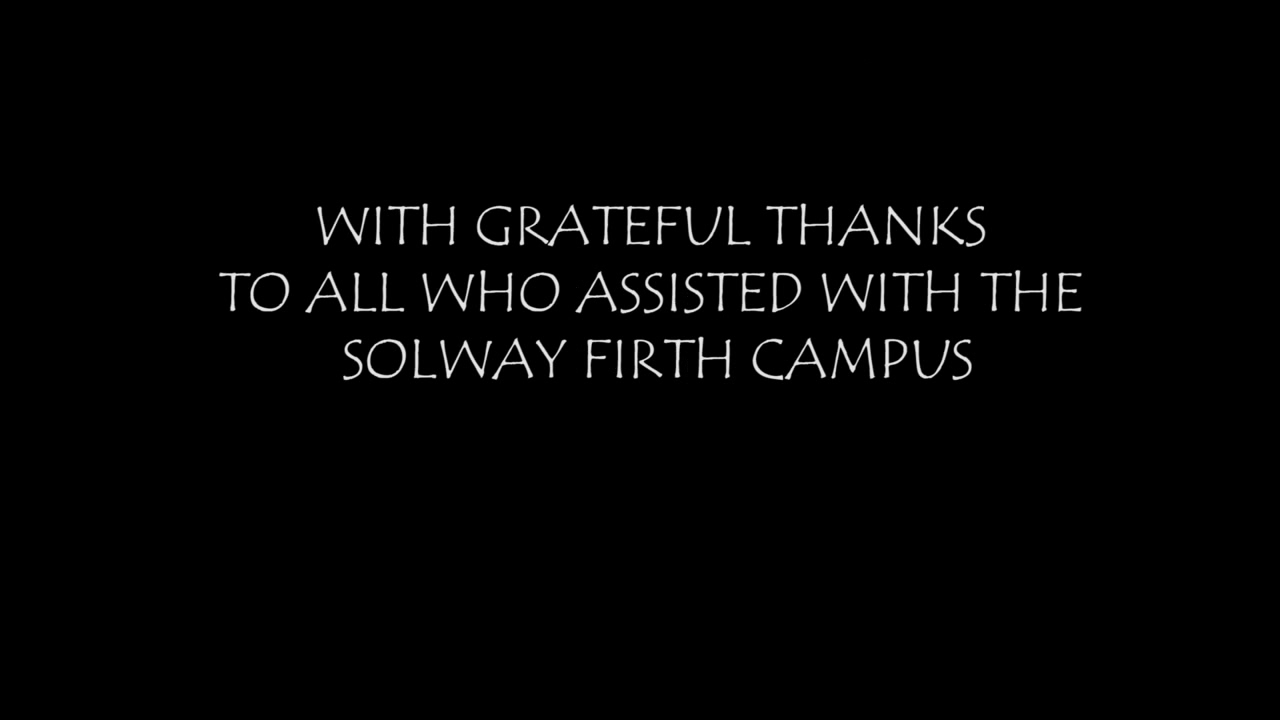 WITH GRATEFUL THANKS
TO ALL WHO ASSISTED WITH THE
SOLWAY FIRTH CAMPUS